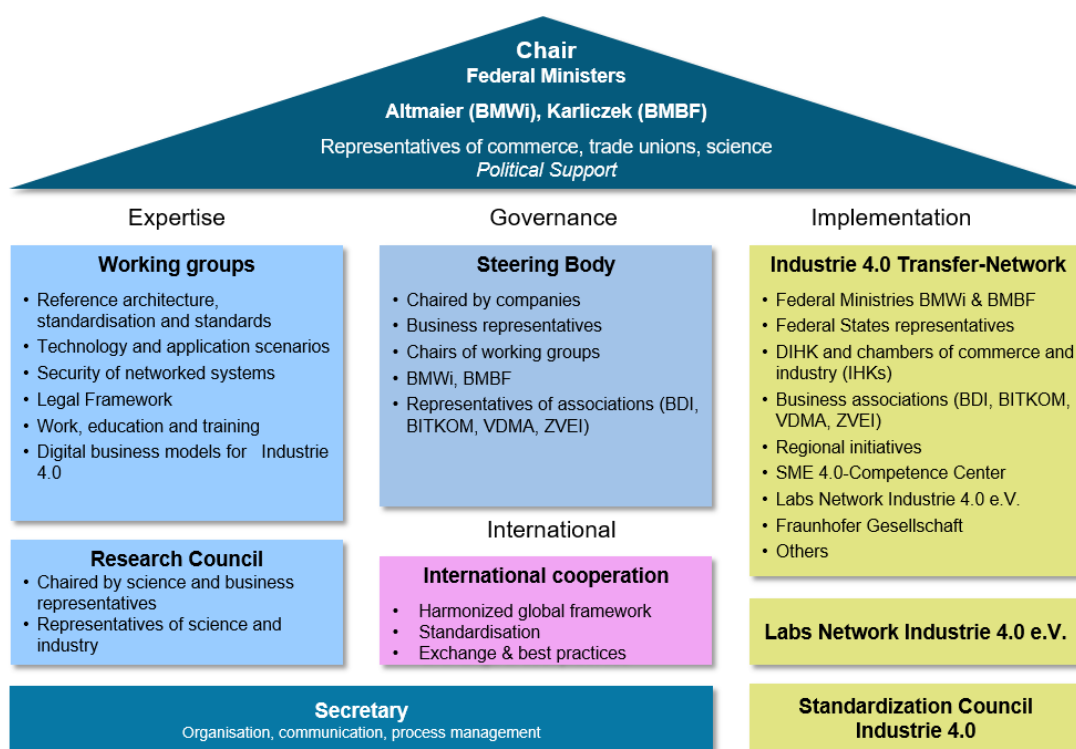 Chair
Federal Ministers
Altmaier (BMWi), Karliczek (BMBF)
Representatives of commerce, trade unions, science
Political Support
Expertise
Working groups
• Reference architecture,
standardisation and standards
• Technology and application scenarios
• Security of networked systems
• Legal Framework
• Work, education and training
• Digital business models for Industrie
4.0
Research Council
• Chaired by science and business
representatives
• Representatives of science and
industry
Governance
Steering Body
• Chaired by companies
• Business representatives
• Chairs of working groups
• BMWi, BMBF
• Representatives of associations (BDI,
BITKOM, VDMA, ZVEI)
International
International cooperation
• Harmonized global framework
• Standardisation
• Exchange & best practices
Implementation
Industrie 4.0 Transfer-Network
• Federal Ministries BMWi & BMBF
• Federal States representatives
• DIHK and chambers of commerce and
industry (IHKs)
• Business associations (BDI, BITKOM,
VDMA, ZVEI)
• Regional initiatives
• SME 4.0-Competence Center
• Labs Network Industrie 4.0 e.V.
• Fraunhofer Gesellschaft
• Others
Labs Network Industrie 4.0 e.V.
Standardization Council
Industrie 4.0
Secretary
Organisation, communication, process management